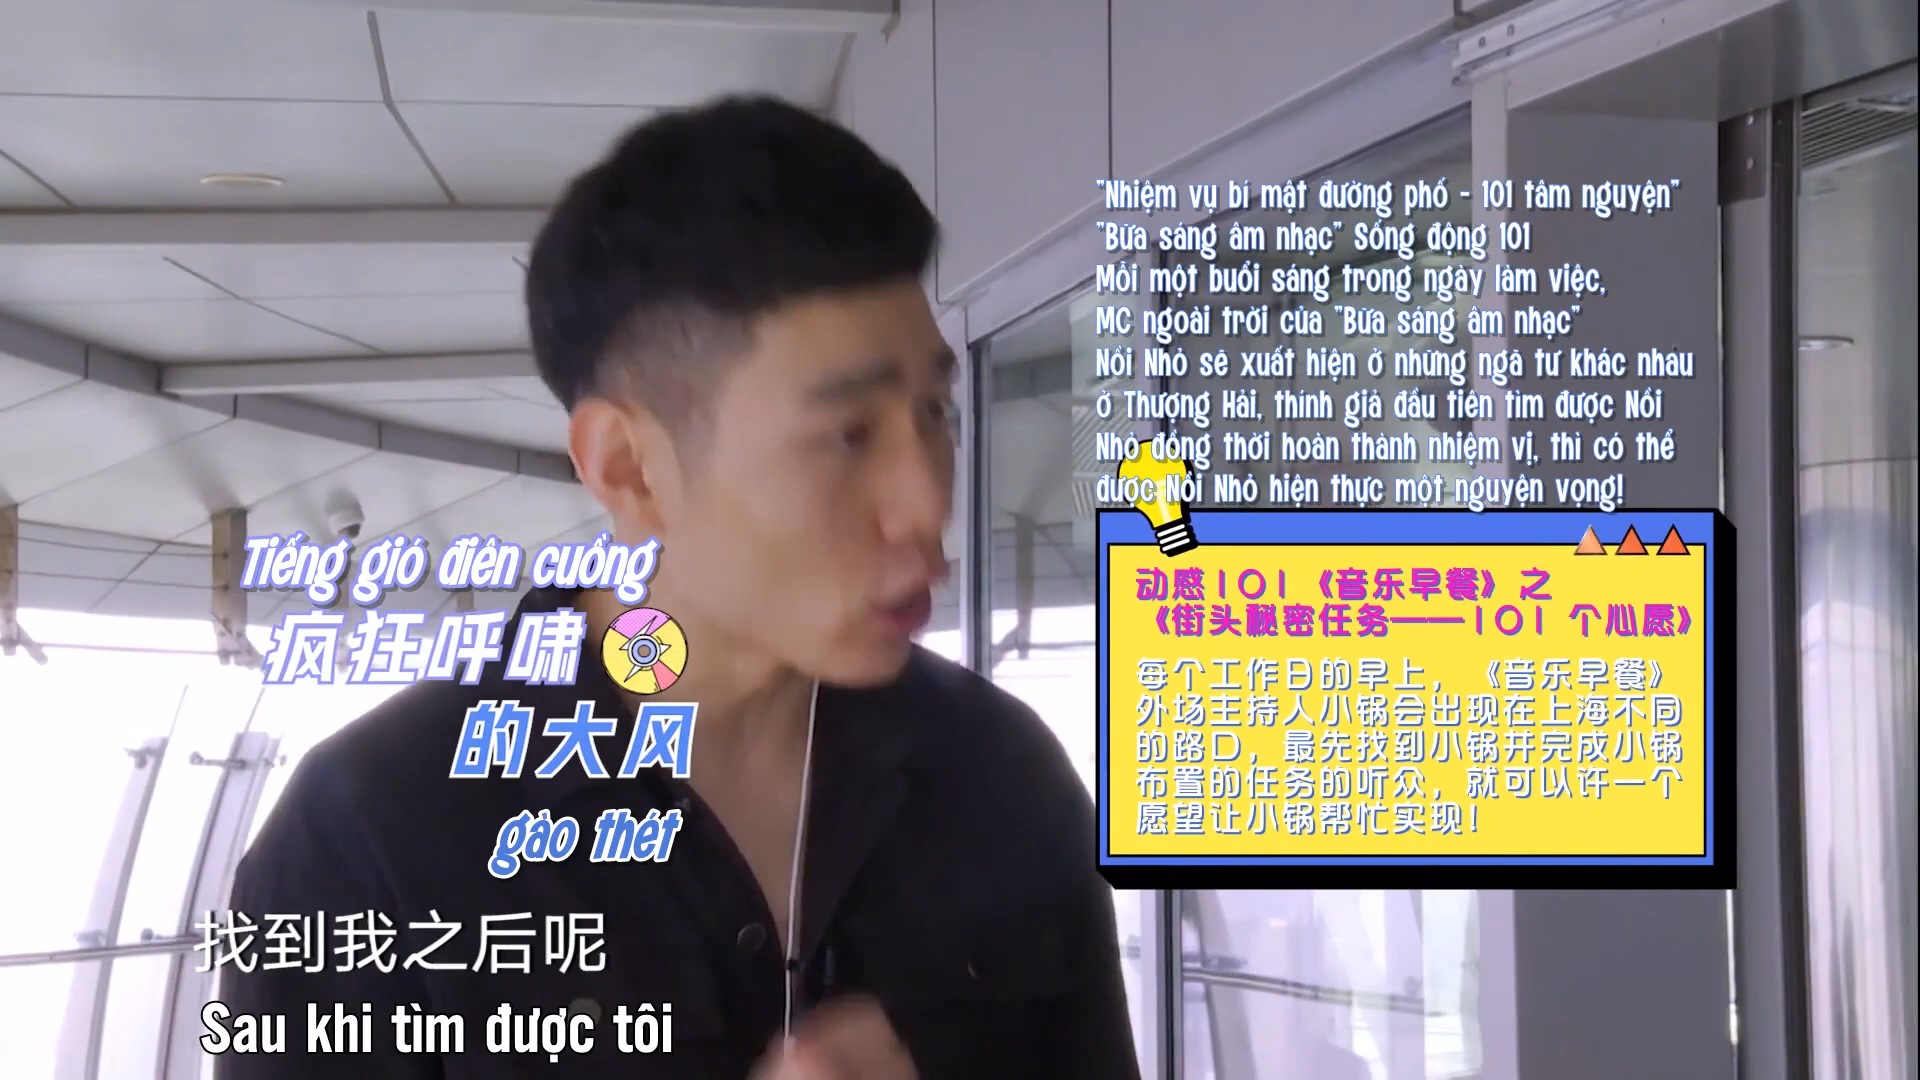 "Nhiệm vụ bí mật đường phố - 101 tâm nguyện"
"Bữa sáng âm nhạc" Sống động 101
Mỗi một buổi sáng trong ngày làm việc,
MC ngoài trời của "Bữa sáng âm nhạc"
Nồi Nhỏ sẽ xuất hiện ở những ngã tư khác nhau
ở Thượng Hải, thính giả đầu tiên tìm được Nồi
Nhỏ đồng thời hoàn thành nhiệm vị, thì có thể
được Nồi Nhỏ hiện thực một nguyện vọng!
动感101《音乐早餐》之
《街头秘密任务——101 个心愿》
每个工作日的早上，《音乐早餐》
外场主持人小锅会出现在上海不同
的路口，最先找到小锅并完成小锅
布置的任务的听众，就可以许一个
愿望让小锅帮忙实现！
Tiếng gió điên cuồng
疯狂呼啸
的大风
gào thét
找到我之后呢
Sau khi tìm được tôi